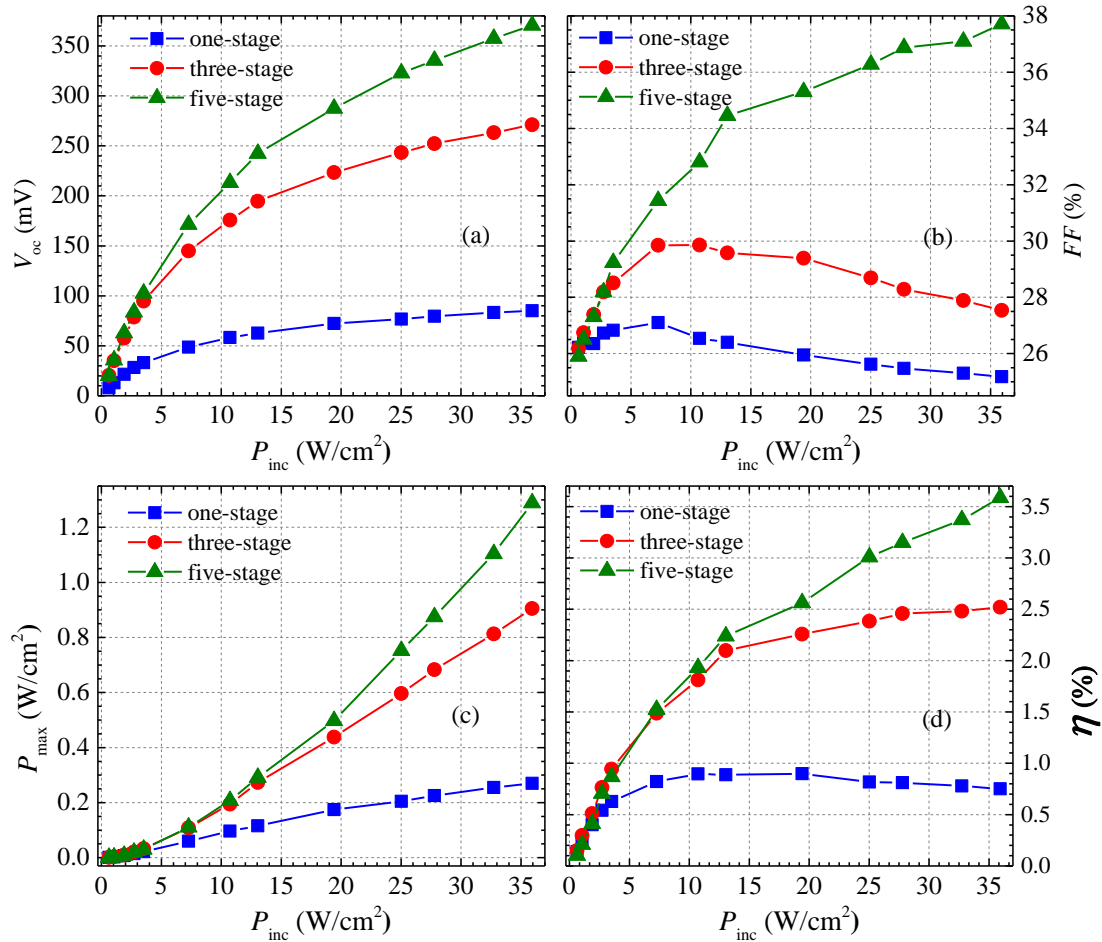 350
300
250
200
150
100
50
0
V_oc (mV)
one-stage
three-stage
five-stage
(a)
0 5 10 15 20 25 30 35
P_inc (W/cm²)
38
36
34
32
30
28
26
FF (%)
one-stage
three-stage
five-stage
(b)
0 5 10 15 20 25 30 35
P_inc (W/cm²)
1.2
1.0
0.8
0.6
0.4
0.2
0.0
P_max (W/cm²)
one-stage
three-stage
five-stage
(c)
0 5 10 15 20 25 30 35
P_inc (W/cm²)
3.5
3.0
2.5
2.0
1.5
1.0
0.5
0.0
η (%)
one-stage
three-stage
five-stage
(d)
0 5 10 15 20 25 30 35
P_inc (W/cm²)